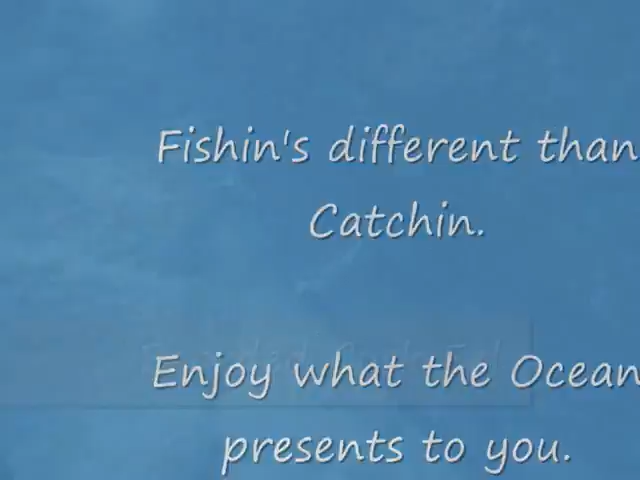 Fishin's different than
Catchin.
Enjoy what the Ocean
presents to you.